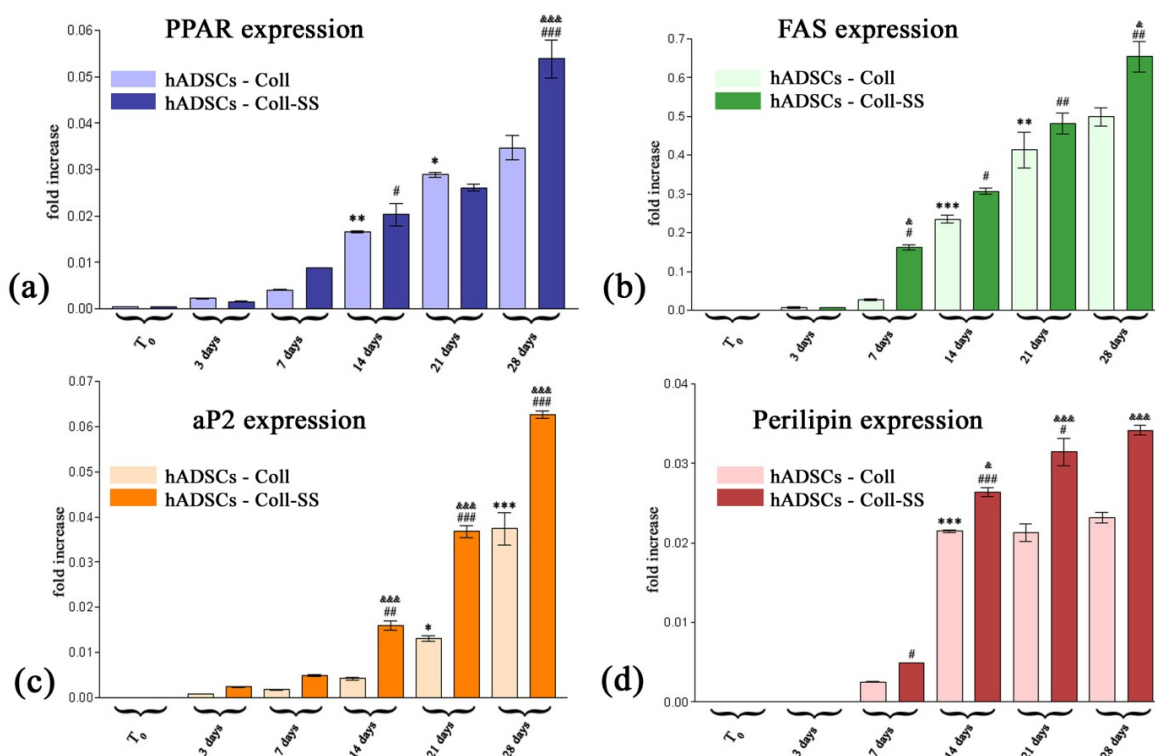 PPAR expression
hADSCs - Coll
hADSCs - Coll-SS
fold increase
0.06
0.05
0.04
0.03
0.02
0.01
0.00
**
#
*
&&&
###
T0
3 days
7 days
14 days
21 days
28 days
(a)
FAS expression
hADSCs - Coll
hADSCs - Coll-SS
fold increase
0.7
0.6
0.5
0.4
0.3
0.2
0.1
0.0
&
#
***
#
**
##
&
##
T0
3 days
7 days
14 days
21 days
28 days
(b)
aP2 expression
hADSCs - Coll
hADSCs - Coll-SS
fold increase
0.07
0.06
0.05
0.04
0.03
0.02
0.01
0.00
&&&
##
*
&&&
###
***
&&&
###
T0
3 days
7 days
14 days
21 days
28 days
(c)
Perilipin expression
hADSCs - Coll
hADSCs - Coll-SS
fold increase
0.04
0.03
0.02
0.01
0.00
#
***
&
###
&&&
#
&&&
T0
3 days
7 days
14 days
21 days
28 days
(d)